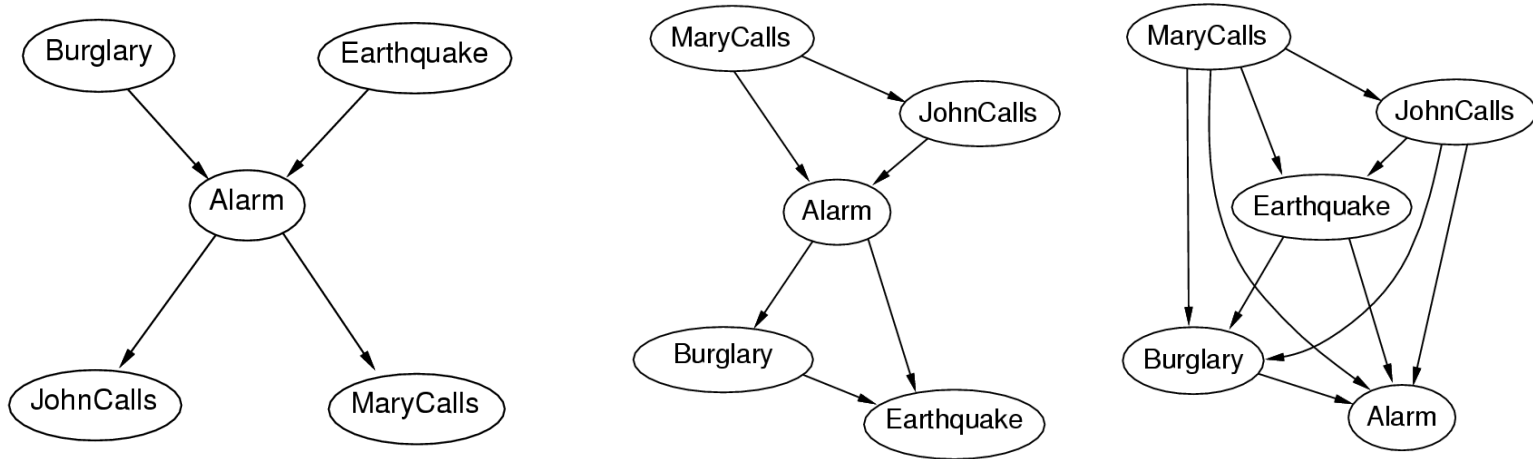 Burglary
Earthquake
Alarm
JohnCalls
MaryCalls
MaryCalls
JohnCalls
Alarm
Burglary
Earthquake
MaryCalls
JohnCalls
Earthquake
Burglary
Alarm